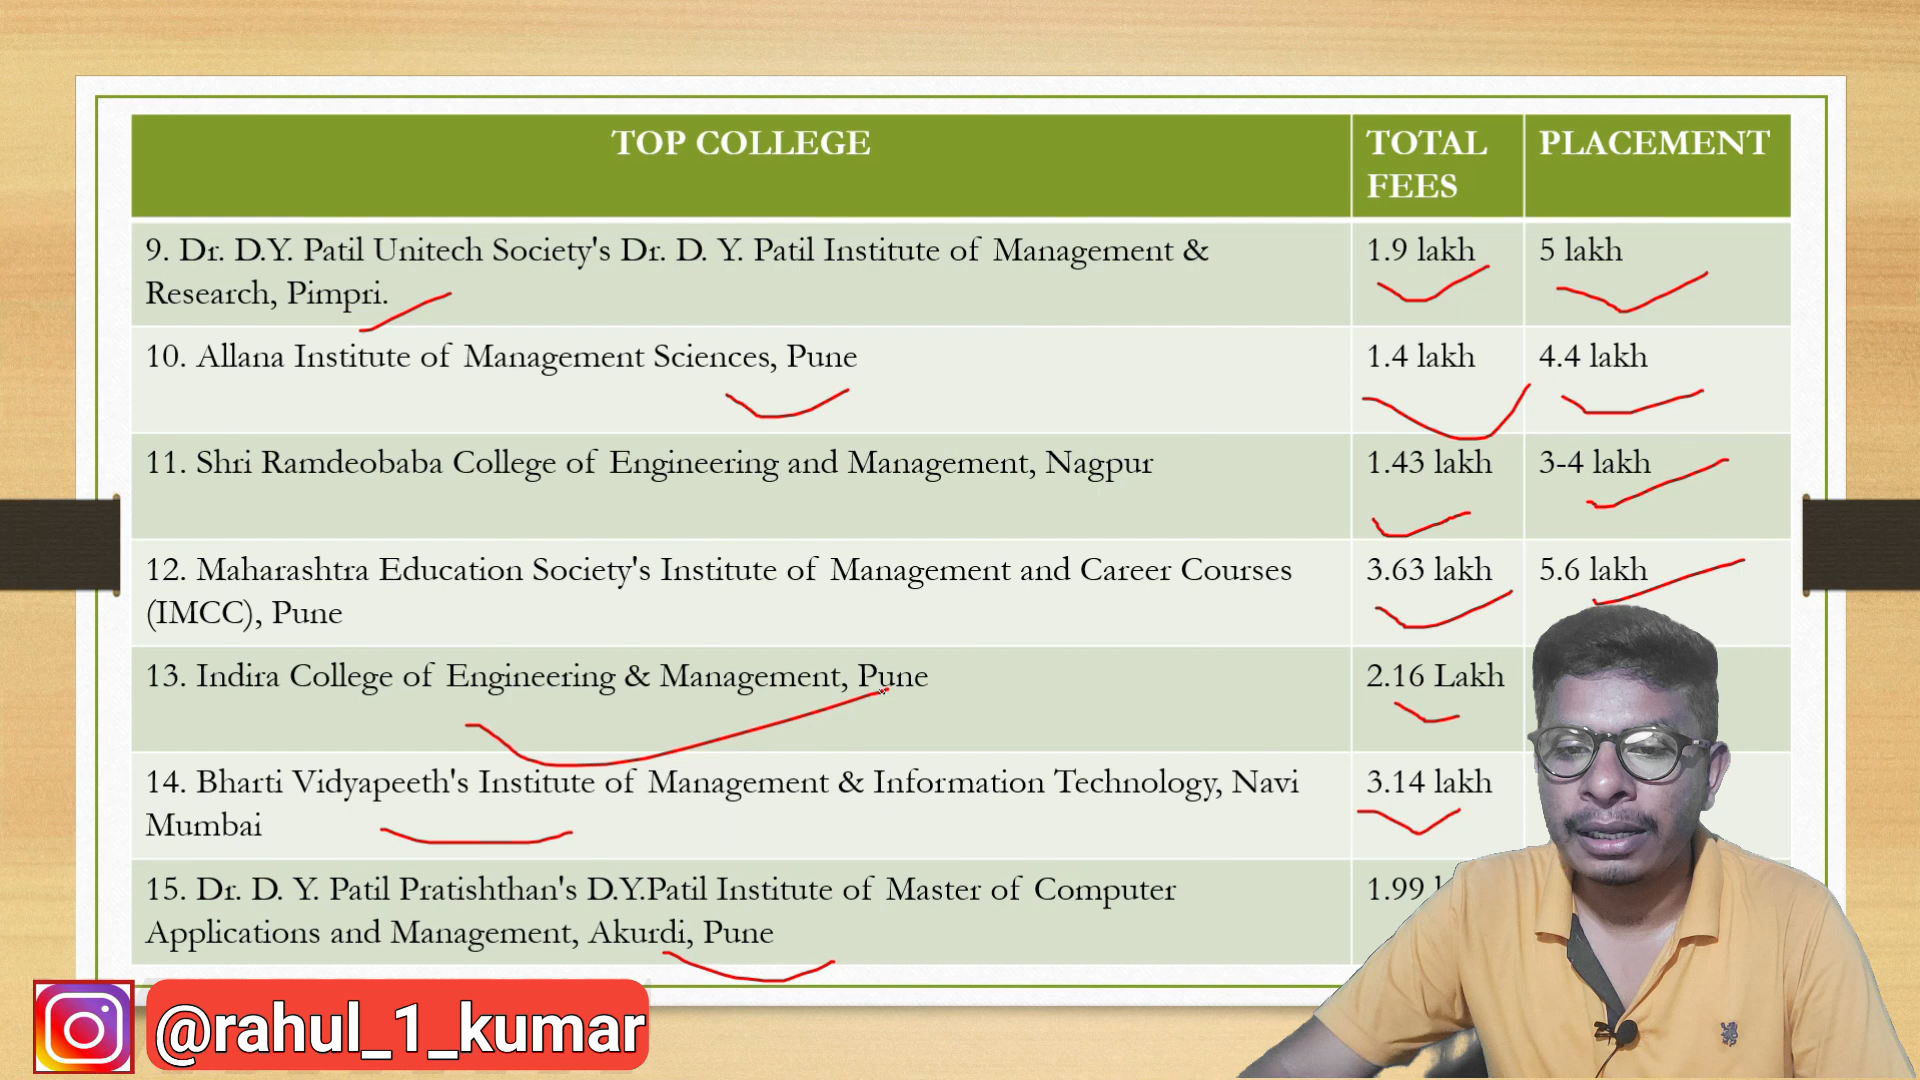 TOP COLLEGE
TOTAL
FEES
PLACEMENT
9. Dr. D.Y. Patil Unitech Society's Dr. D. Y. Patil Institute of Management &
Research, Pimpri.
1.9 lakh
5 lakh
10. Allana Institute of Management Sciences, Pune
1.4 lakh
4.4 lakh
11. Shri Ramdeobaba College of Engineering and Management, Nagpur
1.43 lakh
3-4 lakh
12. Maharashtra Education Society's Institute of Management and Career Courses
(IMCC), Pune
3.63 lakh
5.6 lakh
13. Indira College of Engineering & Management, Pune
2.16 Lakh
14. Bharti Vidyapeeth's Institute of Management & Information Technology, Navi
Mumbai
3.14 lakh
15. Dr. D. Y. Patil Pratishthan's D.Y.Patil Institute of Master of Computer
Applications and Management, Akurdi, Pune
1.99
@rahul_1_kumar